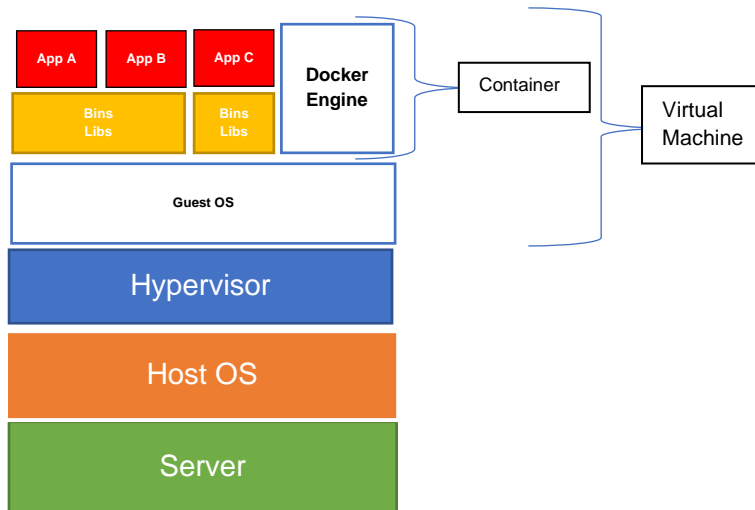 App A
App B
App C
Docker
Engine
Bins
Libs
Bins
Libs
Container
Virtual
Machine
Guest OS
Hypervisor
Host OS
Server